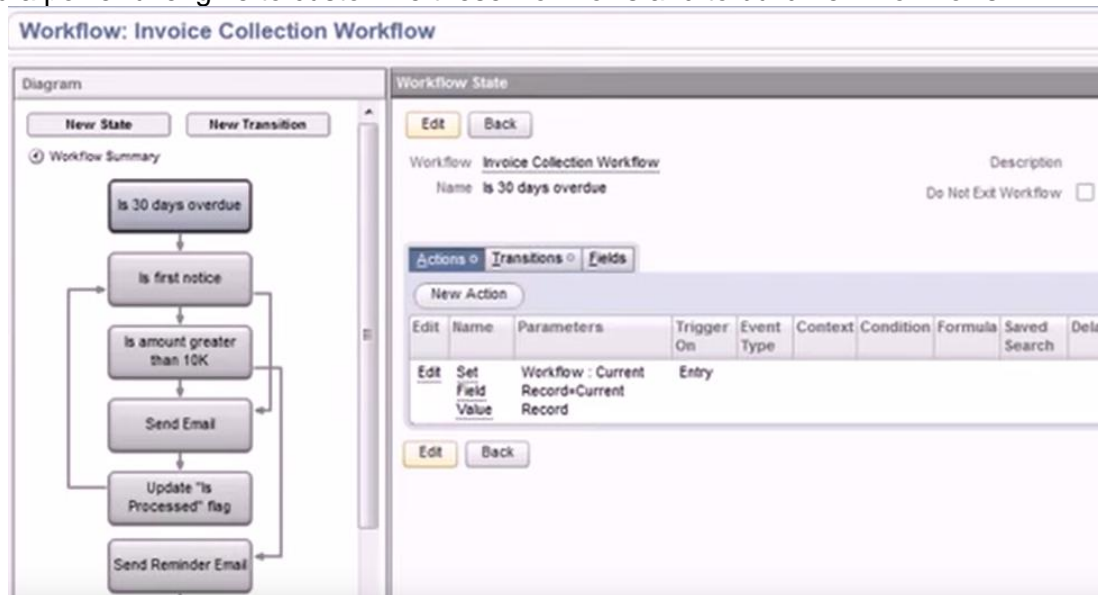 Workflow: Invoice Collection Workflow
Diagram
New State
New Transition
Workflow Summary
Is 30 days overdue
Is first notice
Is amount greater
than 10K
Send Email
Update "Is
Processed" flag
Send Reminder Email
Workflow State
Edit Back
Workflow Invoice Collection Workflow
Description
Name Is 30 days overdue
Do Not Exit Workflow
Actions Transitions Fields
New Action
Edit Name Parameters Trigger On Event Type Context Condition Formula Saved Search
Edit Set Field Value Workflow : Current Record=Current Record Entry
Edit Back